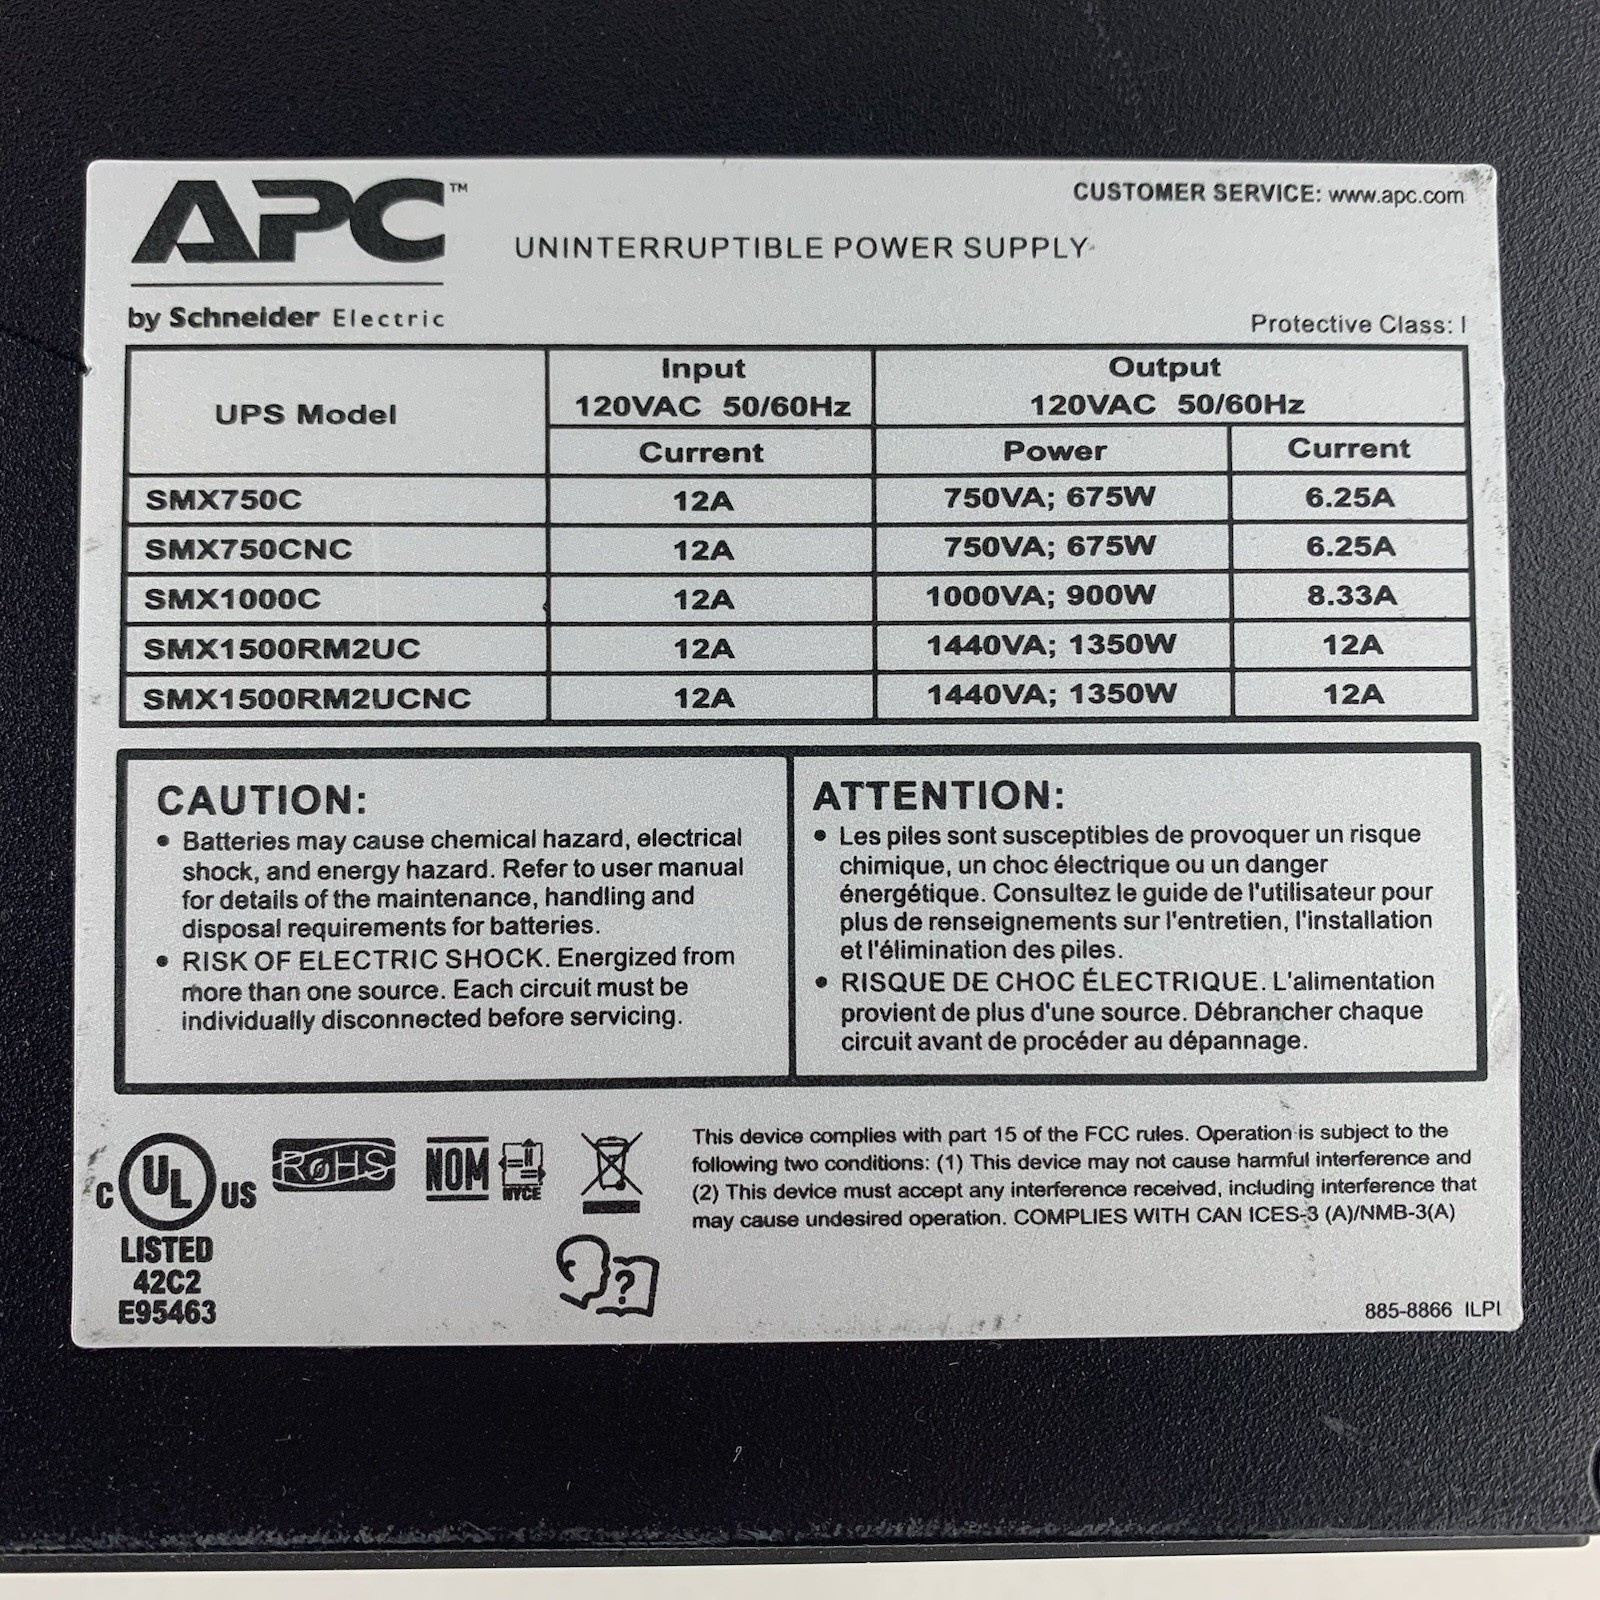 APC™
CUSTOMER SERVICE: www.apc.com
UNINTERRUPTIBLE POWER SUPPLY
by Schneider Electric
Protective Class: I
UPS Model
Input
120VAC 50/60Hz
Output
120VAC 50/60Hz
Current
Power
Current
SMX750C 12A 750VA; 675W 6.25A
SMX750CNC 12A 750VA; 675W 6.25A
SMX1000C 12A 1000VA; 900W 8.33A
SMX1500RM2UC 12A 1440VA; 1350W 12A
SMX1500RM2UCNC 12A 1440VA; 1350W 12A
CAUTION:
• Batteries may cause chemical hazard, electrical
shock, and energy hazard. Refer to user manual
for details of the maintenance, handling and
disposal requirements for batteries.
• RISK OF ELECTRIC SHOCK. Energized from
more than one source. Each circuit must be
individually disconnected before servicing.
ATTENTION:
• Les piles sont susceptibles de provoquer un risque
chimique, un choc électrique ou un danger
énergétique. Consultez le guide de l'utilisateur pour
plus de renseignements sur l'entretien, l'installation
et l'élimination des piles.
• RISQUE DE CHOC ÉLECTRIQUE. L'alimentation
provient de plus d'une source. Débrancher chaque
circuit avant de procéder au dépannage.
C UL US
LISTED
42C2
E95463
RoHS
NOM
NYCE
?
This device complies with part 15 of the FCC rules. Operation is subject to the
following two conditions: (1) This device may not cause harmful interference and
(2) This device must accept any interference received, including interference that
may cause undesired operation. COMPLIES WITH CAN ICES-3 (A)/NMB-3(A)
885-8866 ILPI